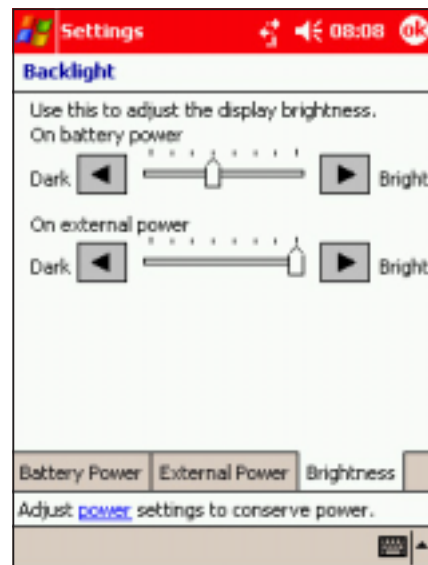 Settings 08:08 ok
Backlight
Use this to adjust the display brightness.
On battery power
Dark Bright
On external power
Dark Bright
Battery Power External Power Brightness
Adjust power settings to conserve power.